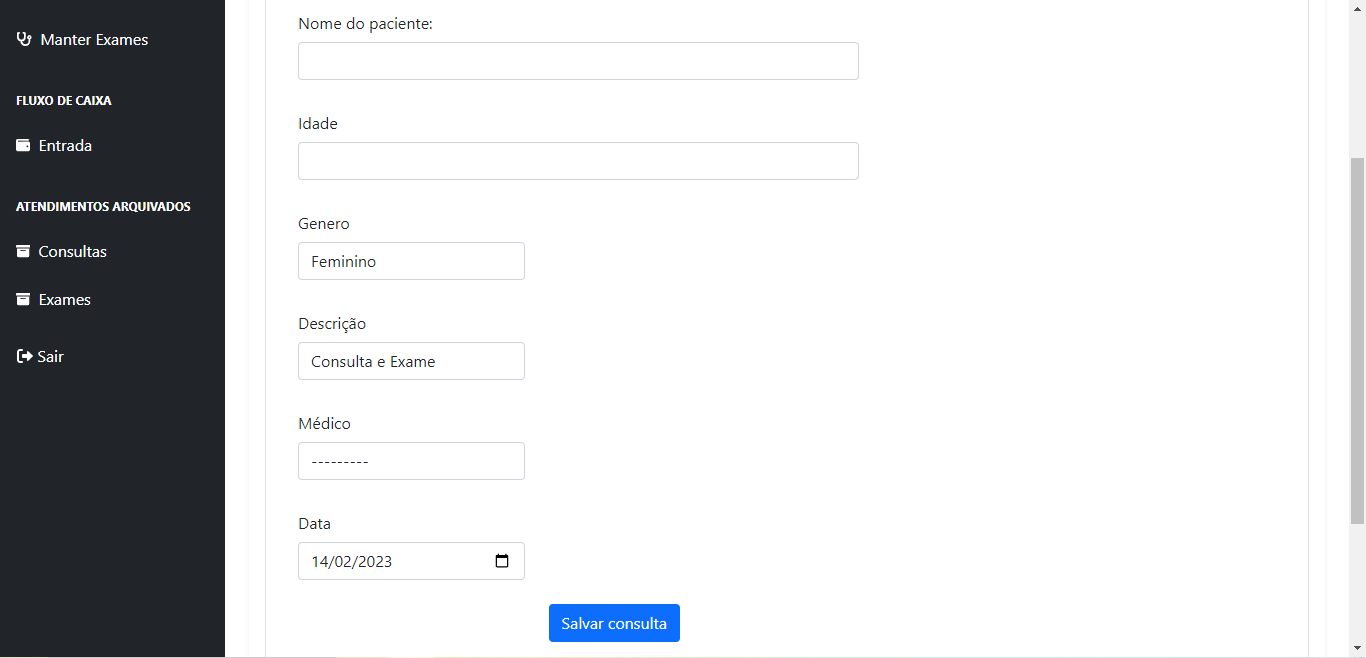 Manter Exames
FLUXO DE CAIXA
Entrada
ATENDIMENTOS ARQUIVADOS
Consultas
Exames
Sair
Nome do paciente:
Idade
Genero
Feminino
Descrição
Consulta e Exame
Médico
---------
Data
14/02/2023
Salvar consulta